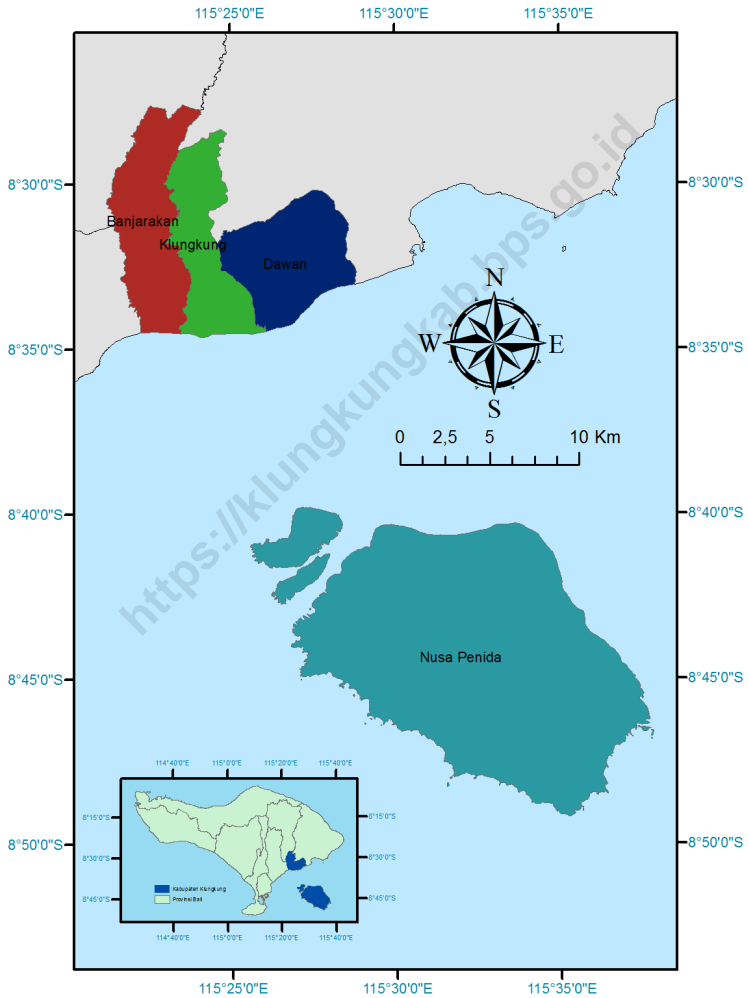 115°25'0"E 115°30'0"E 115°35'0"E
8°30'0"S 8°30'0"S
Banjarakan
Klungkung
Dawan
N
W E
S
8°35'0"S 8°35'0"S
0 2,5 5 10 Km
8°40'0"S 8°40'0"S
https://klungkungkab.bps.go.id
Nusa Penida
8°45'0"S 8°45'0"S
114°40'0"E 115°0'0"E 115°20'0"E 115°40'0"E
8°15'0"S 8°15'0"S
8°30'0"S 8°30'0"S
8°45'0"S 8°45'0"S
Kabupaten Klungkung
Provinsi Bali
114°40'0"E 115°0'0"E 115°20'0"E 115°40'0"E
8°50'0"S 8°50'0"S
115°25'0"E 115°30'0"E 115°35'0"E